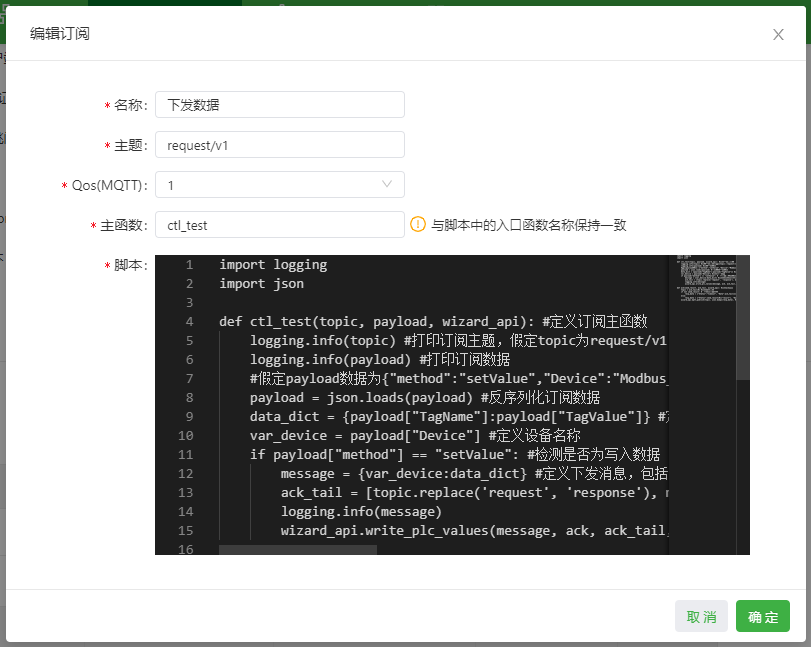 编辑订阅
* 名称: 下发数据
* 主题: request/v1
* Qos(MQTT): 1
* 主函数: ctl_test 与脚本中的入口函数名称保持一致
* 脚本:
1 import logging
2 import json
3
4 def ctl_test(topic, payload, wizard_api): #定义订阅主函数
5 logging.info(topic) #打印订阅主题，假定topic为request/v1
6 logging.info(payload) #打印订阅数据
7 #假定payload数据为{"method":"setValue","Device":"Modbus_
8 payload = json.loads(payload) #反序列化订阅数据
9 data_dict = {payload["TagName"]:payload["TagValue"]} #
10 var_device = payload["Device"] #定义设备名称
11 if payload["method"] == "setValue": #检测是否为写入数据
12 message = {var_device:data_dict} #定义下发消息，包括
13 ack_tail = [topic.replace('request', 'response'),
14 logging.info(message)
15 wizard_api.write_plc_values(message, ack, ack_tail,
16
取消
确定